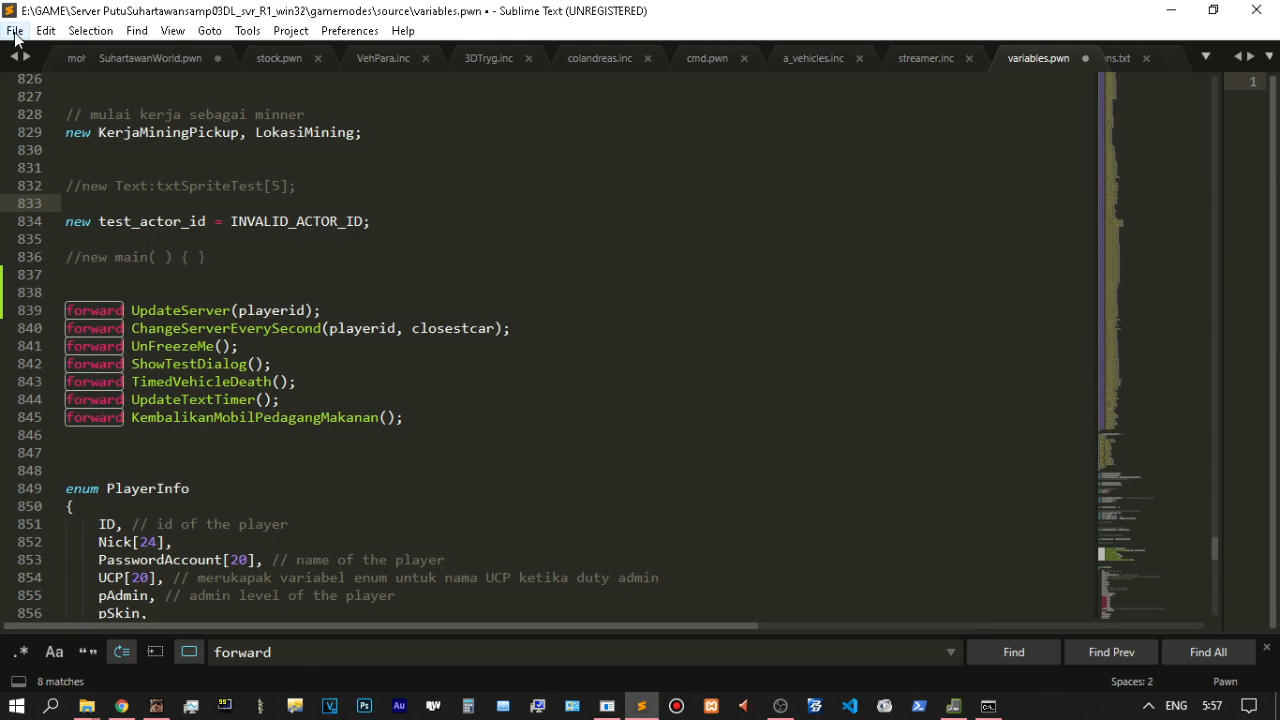 E:\GAME\Server PutuSuhartawansamp03DL_svr_R1_win32\gamemodes\source\variables.pwn • - Sublime Text (UNREGISTERED)
File Edit Selection Find View Goto Tools Project Preferences Help
SuhartawanWorld.pwn stock.pwn VehPara.inc 3DTryg.inc colandreas.inc cmd.pwn a_vehicles.inc streamer.inc variables.pwn ns.txt
826
827
828 // mulai kerja sebagai minner
829 new KerjaMiningPickup, LokasiMining;
830
831
832 //new Text:txtSpriteTest[5];
833
834 new test_actor_id = INVALID_ACTOR_ID;
835
836 //new main( ) { }
837
838
839 forward UpdateServer(playerid);
840 forward ChangeServerEverySecond(playerid, closestcar);
841 forward UnFreezeMe();
842 forward ShowTestDialog();
843 forward TimedVehicleDeath();
844 forward UpdateTextTimer();
845 forward KembalikanMobilPedagangMakanan();
846
847
848
849 enum PlayerInfo
850 {
851 ID, // id of the player
852 Nick[24],
853 PasswordAccount[20], // name of the player
854 UCP[20], // merukapak variabel enum untuk nama UCP ketika duty admin
855 pAdmin, // admin level of the player
856 pSkin,
1
.* Aa “” forward Find Find Prev Find All
8 matches Spaces: 2 Pawn
ENG 5:57